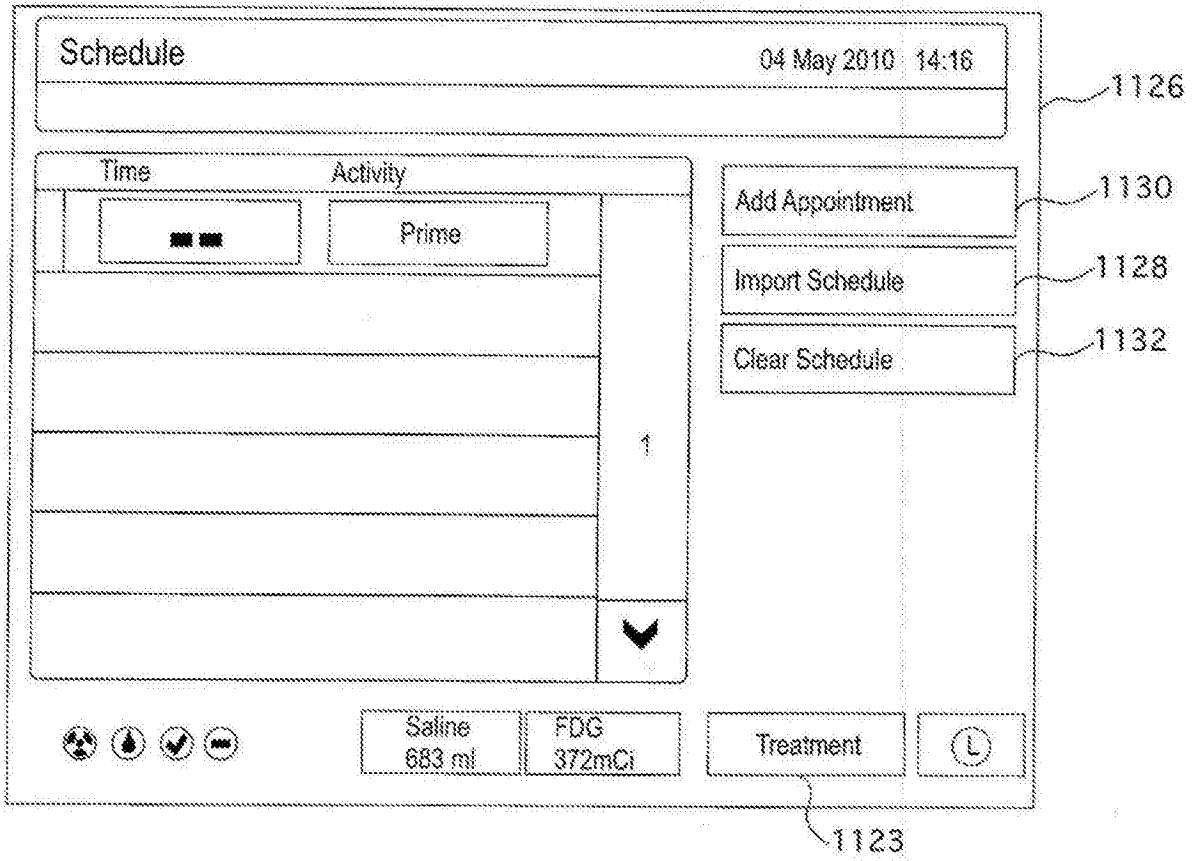 Schedule
04 May 2010 14:16
1126
Time Activity
-- Prime
Add Appointment
1130
Import Schedule
1128
Clear Schedule
1132
1
Saline
683 ml
FDG
372mCi
Treatment
L
1123